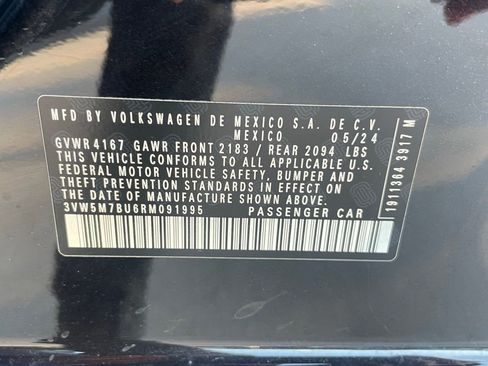 MFD BY VOLKSWAGEN DE MEXICO S.A. DE C.V.
MEXICO 05/24
GVWR 4167 GAWR FRONT 2183 / REAR 2094 LBS
THIS VEHICLE CONFORMS TO ALL APPLICABLE U.S.
FEDERAL MOTOR VEHICLE SAFETY, BUMPER AND
THEFT PREVENTION STANDARDS IN EFFECT ON
THE DATE OF MANUFACTURE SHOWN ABOVE.
3VW5M7BU6RM091995 PASSENGER CAR
1911364 3917 M